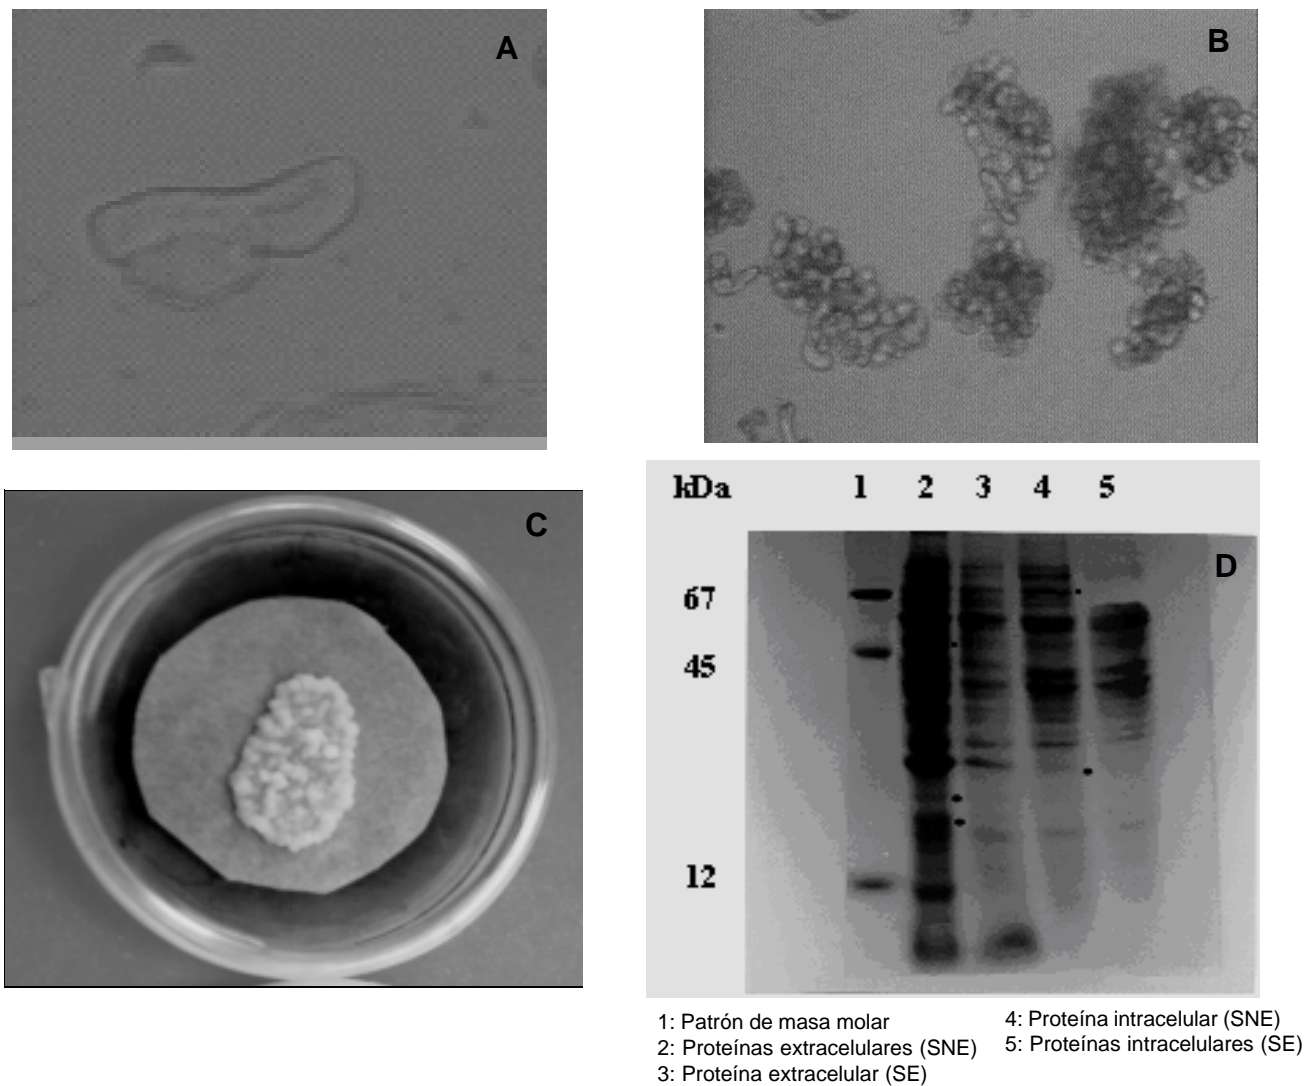 A
B
C
kDa 1 2 3 4 5
D
67
45
12
1: Patrón de masa molar
2: Proteínas extracelulares (SNE)
3: Proteína extracelular (SE)
4: Proteína intracelular (SNE)
5: Proteínas intracelulares (SE)